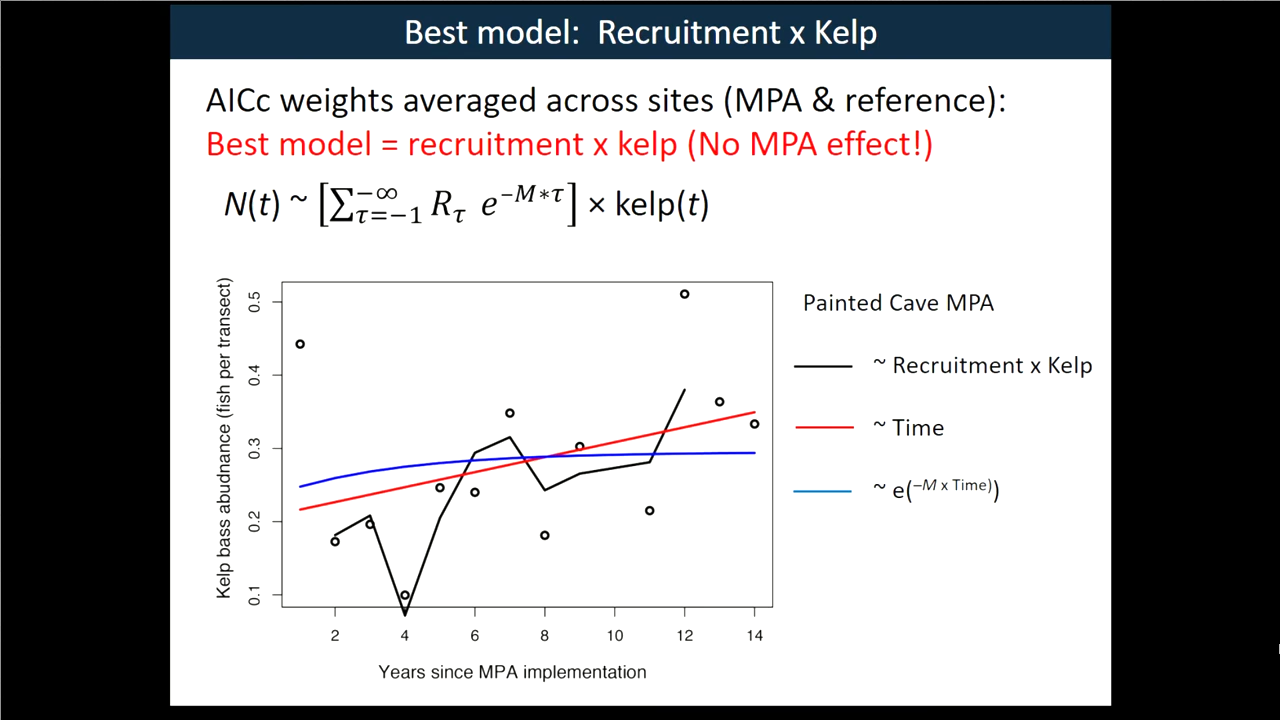 Best model: Recruitment x Kelp
AICc weights averaged across sites (MPA & reference):
Best model = recruitment x kelp (No MPA effect!)
N(t) ~ [∑_{τ=−1}^{−∞} R_τ e^{−M*τ}] × kelp(t)
Kelp bass abudnance (fish per transect)
0.5
0.4
0.3
0.2
0.1
2 4 6 8 10 12 14
Years since MPA implementation
Painted Cave MPA
~ Recruitment x Kelp
~ Time
~ e(^{−M x Time)})